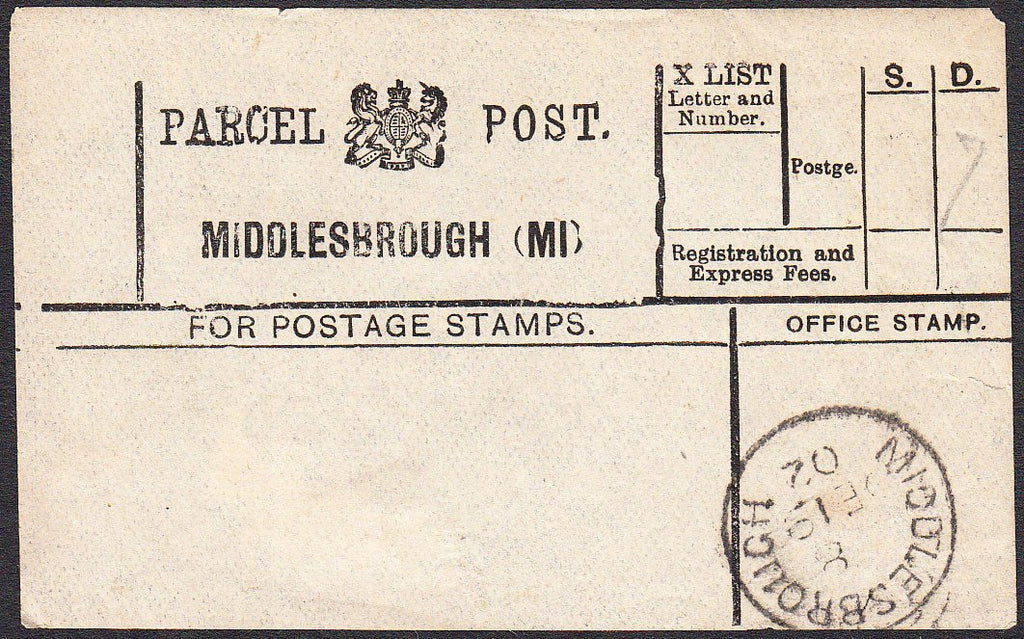 PARCEL POST.
MIDDLESBROUGH (MI)
X LIST
Letter and
Number.
Postge.
S. D.
Registration and
Express Fees.
FOR POSTAGE STAMPS.
OFFICE STAMP.
MIDDLESBROUGH
02